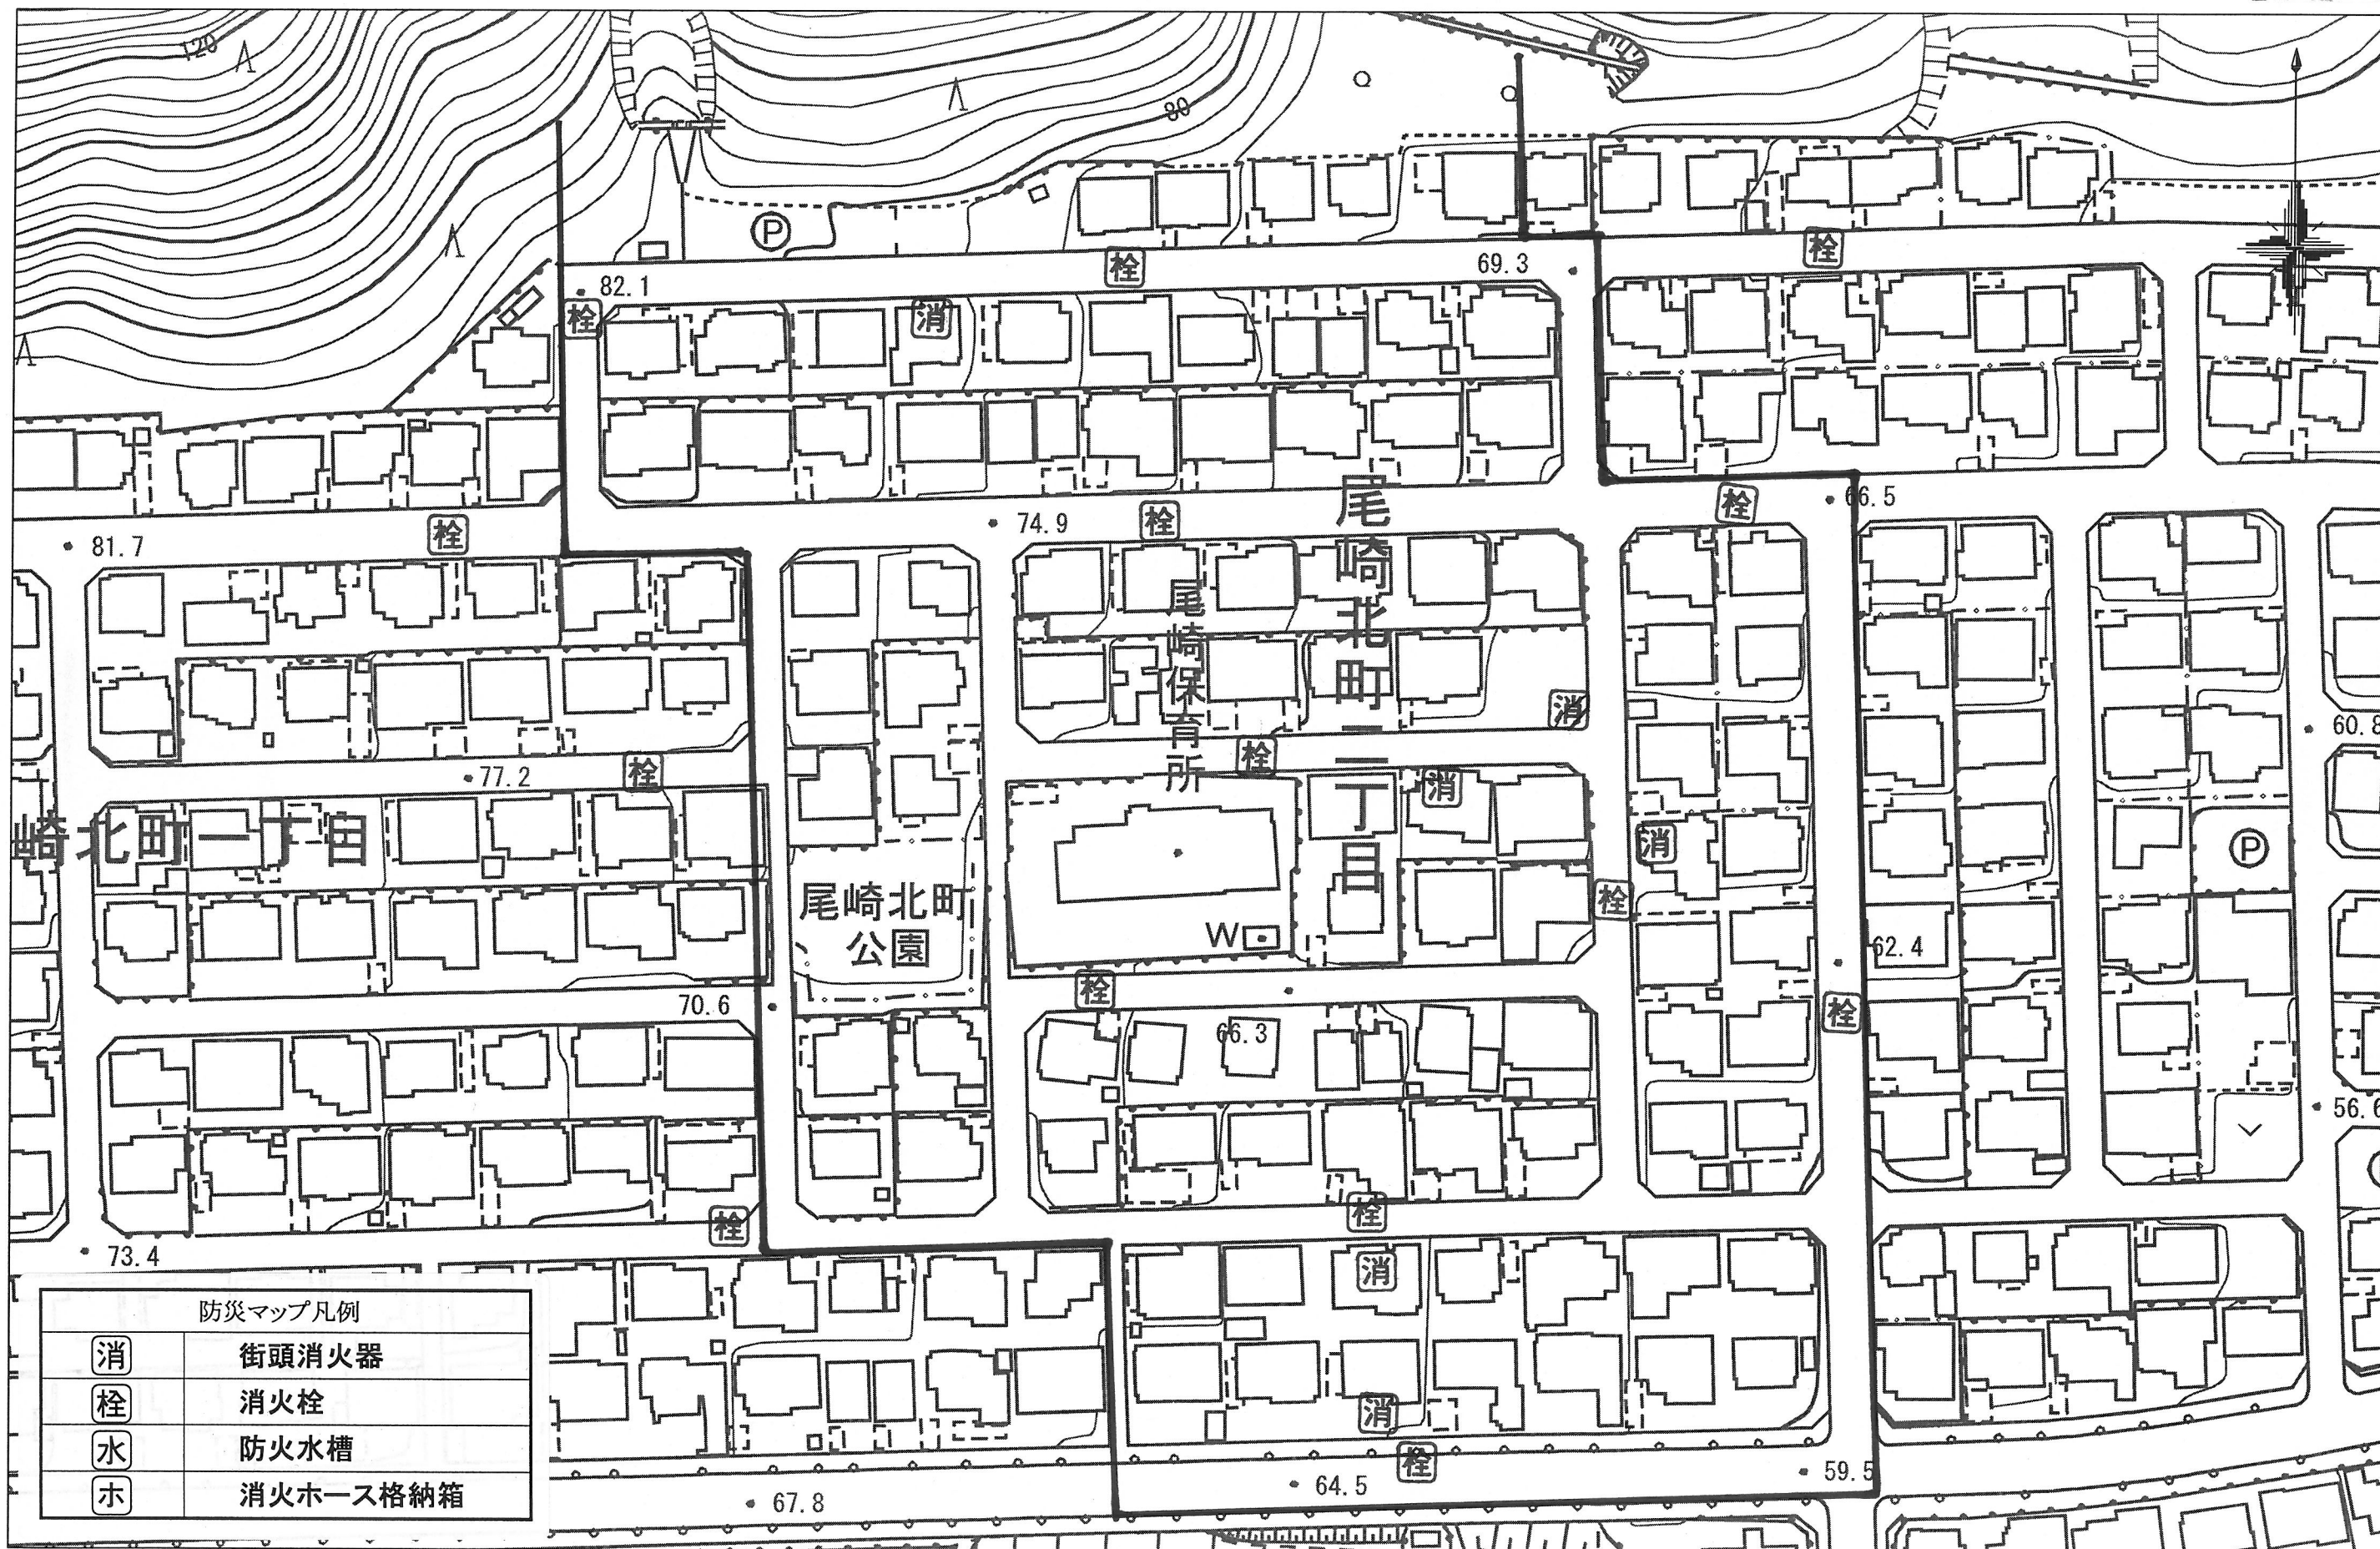 120
80
P
栓
栓
69.3
82.1
栓
消
尾崎北町二丁目
栓
66.5
74.9
栓
栓
81.7
尾崎保育所
消
60.8
栓
77.2
栓
消
崎北町一丁目
消
P
尾崎北町
公園
栓
W
62.4
栓
栓
70.6
66.3
56.6
栓
栓
73.4
消
防災マップ凡例
消 街頭消火器
栓 消火栓
水 防火水槽
ホ 消火ホース格納箱
消
栓
59.5
64.5
67.8